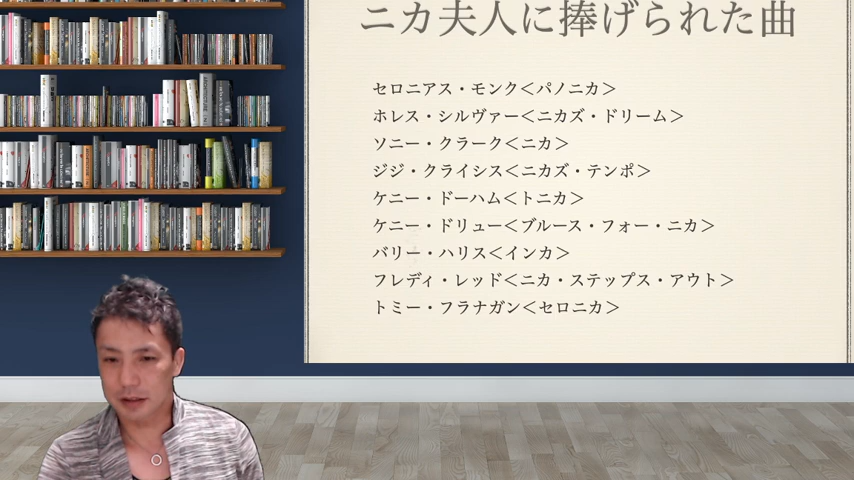 ニカ夫人に捧げられた曲
セロニアス・モンク＜パノニカ＞
ホレス・シルヴァー＜ニカズ・ドリーム＞
ソニー・クラーク＜ニカ＞
ジジ・クライシス＜ニカズ・テンポ＞
ケニー・ドーハム＜トニカ＞
ケニー・ドリュー＜ブルース・フォー・ニカ＞
バリー・ハリス＜インカ＞
フレディ・レッド＜ニカ・ステップス・アウト＞
トミー・フラナガン＜セロニカ＞